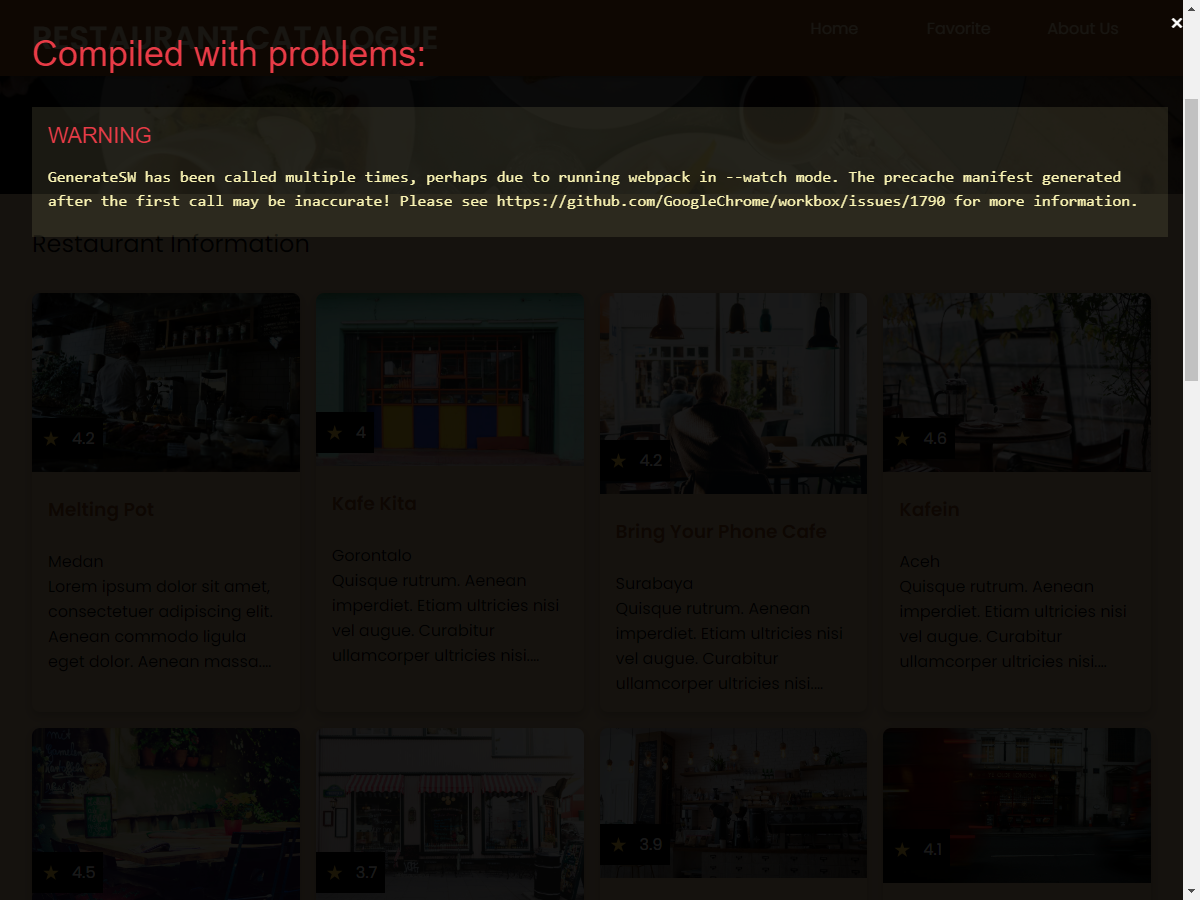 RESTAURANT CATALOGUE
Home Favorite About Us
Compiled with problems:
×
WARNING
GenerateSW has been called multiple times, perhaps due to running webpack in --watch mode. The precache manifest generated
after the first call may be inaccurate! Please see https://github.com/GoogleChrome/workbox/issues/1790 for more information.
Restaurant Information
★ 4.2
Melting Pot
Medan
Lorem ipsum dolor sit amet,
consectetuer adipiscing elit.
Aenean commodo ligula
eget dolor. Aenean massa....
★ 4
Kafe Kita
Gorontalo
Quisque rutrum. Aenean
imperdiet. Etiam ultricies nisi
vel augue. Curabitur
ullamcorper ultricies nisi....
★ 4.2
Bring Your Phone Cafe
Surabaya
Quisque rutrum. Aenean
imperdiet. Etiam ultricies nisi
vel augue. Curabitur
ullamcorper ultricies nisi....
★ 4.6
Kafein
Aceh
Quisque rutrum. Aenean
imperdiet. Etiam ultricies nisi
vel augue. Curabitur
ullamcorper ultricies nisi....
★ 4.5
★ 3.7
★ 3.9
★ 4.1